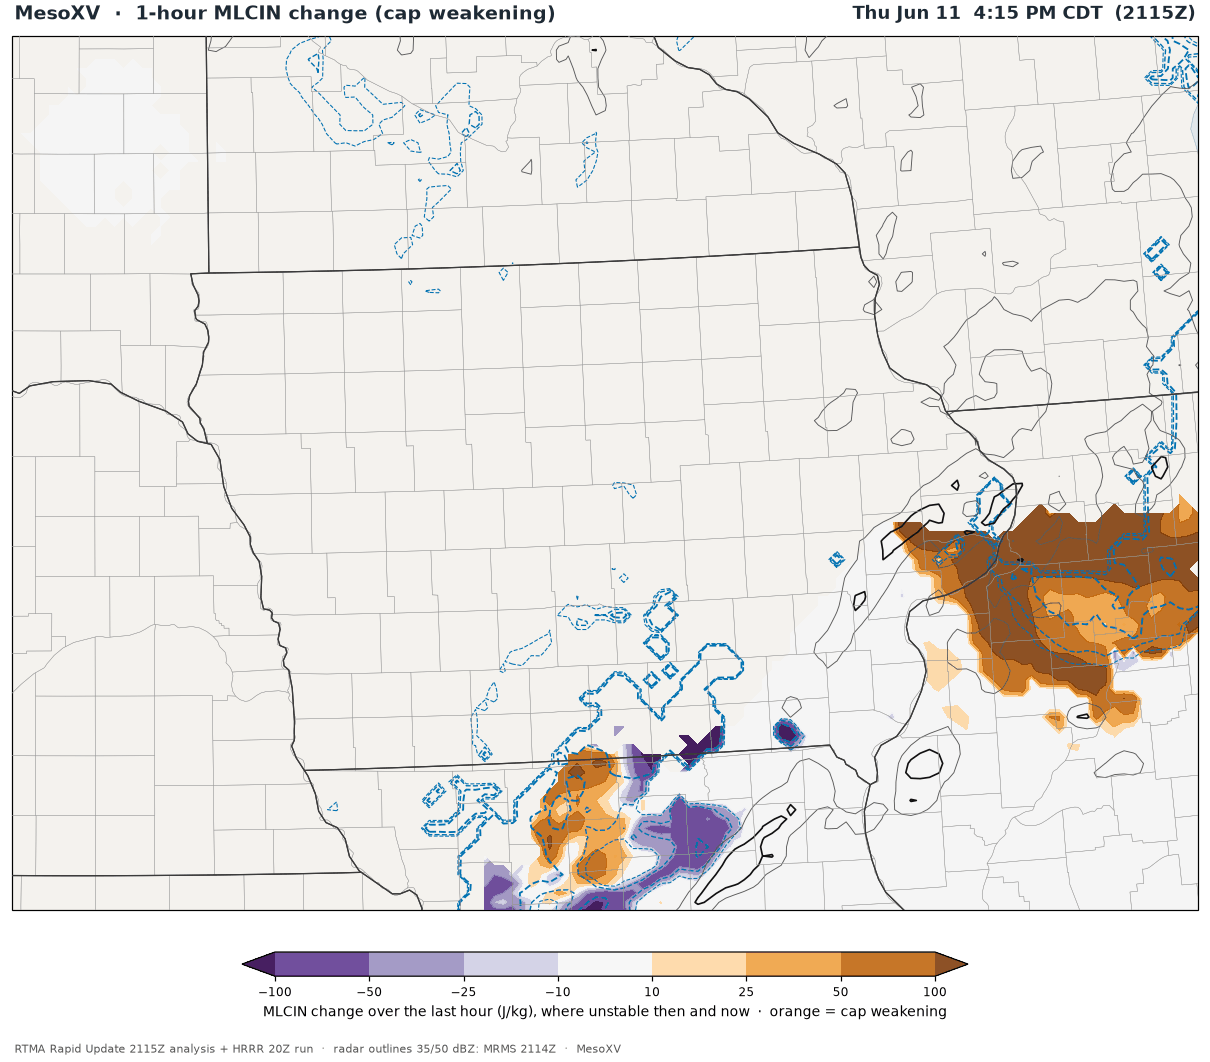 MesoXV · 1-hour MLCIN change (cap weakening)
Thu Jun 11 4:15 PM CDT (2115Z)
−100 −50 −25 −10 10 25 50 100
MLCIN change over the last hour (J/kg), where unstable then and now · orange = cap weakening
RTMA Rapid Update 2115Z analysis + HRRR 20Z run · radar outlines 35/50 dBZ: MRMS 2114Z · MesoXV